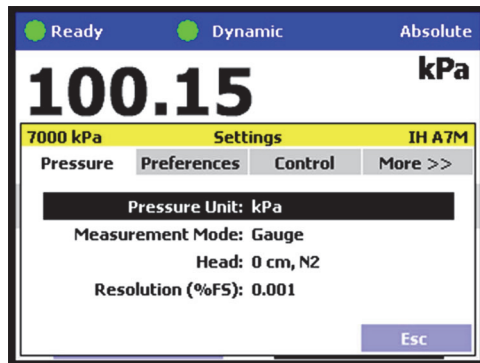 Ready Dynamic Absolute
100.15 kPa
7000 kPa Settings IH A7M
Pressure Preferences Control More >>
Pressure Unit: kPa
Measurement Mode: Gauge
Head: 0 cm, N2
Resolution (%FS): 0.001
Esc